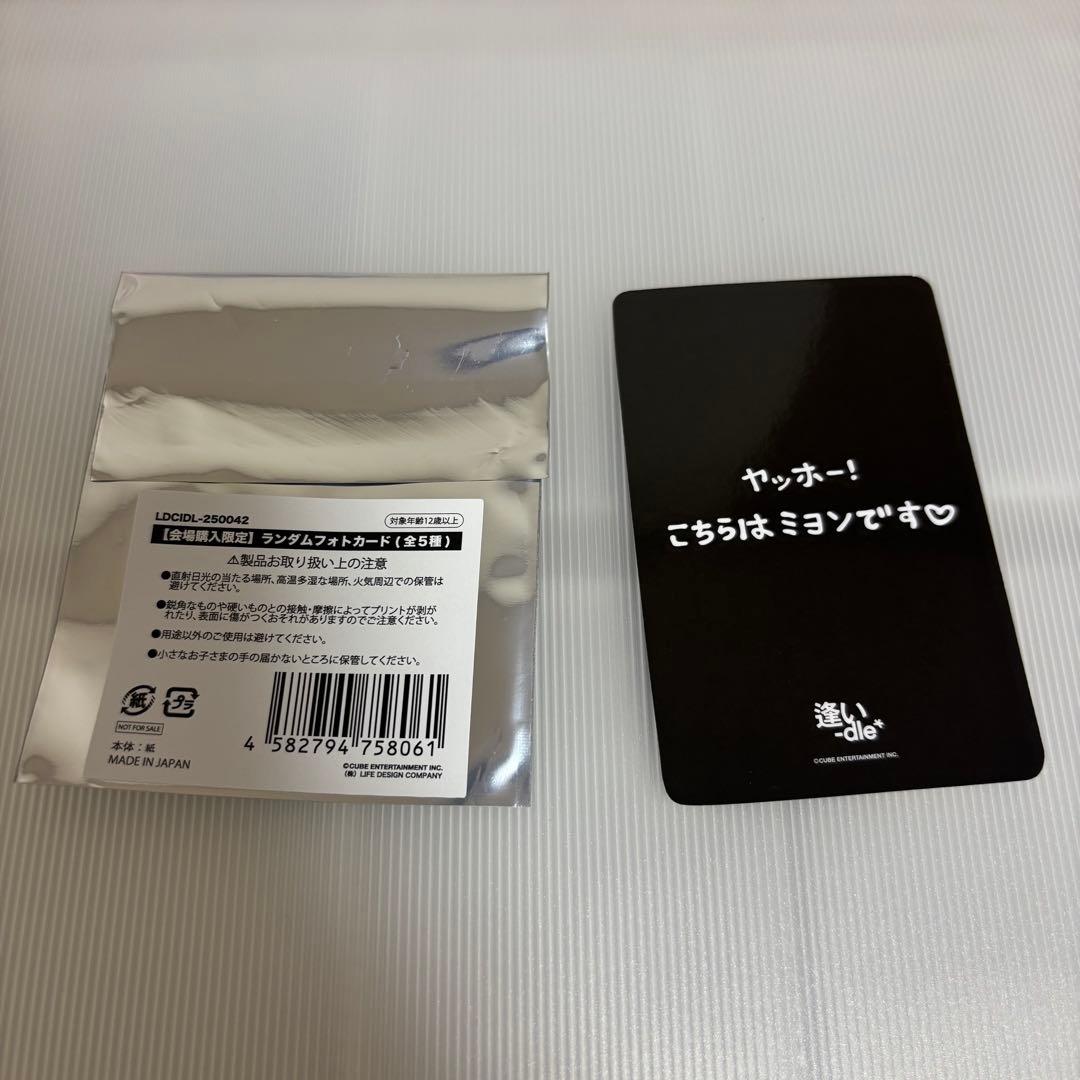 LDCIDL-250042
対象年齢12歳以上
【会場購入限定】ランダムフォトカード(全5種)
⚠製品お取り扱い上の注意
●直射日光の当たる場所、高温多湿な場所、火気周辺での保管は
避けてください。
●鋭角なものや硬いものとの接触・摩擦によってプリントが剥が
れたり、表面に傷がつくおそれがありますのでご注意ください。
●用途以外のご使用は避けてください。
●小さなお子さまの手の届かないところに保管してください。
紙
プラ
NOT FOR SALE
本体:紙
MADE IN JAPAN
4 582794 758061
©CUBE ENTERTAINMENT INC.
(株) LIFE DESIGN COMPANY
ヤッホー!
こちらはミヨンです♡
逢い
-dle*
©CUBE ENTERTAINMENT INC.